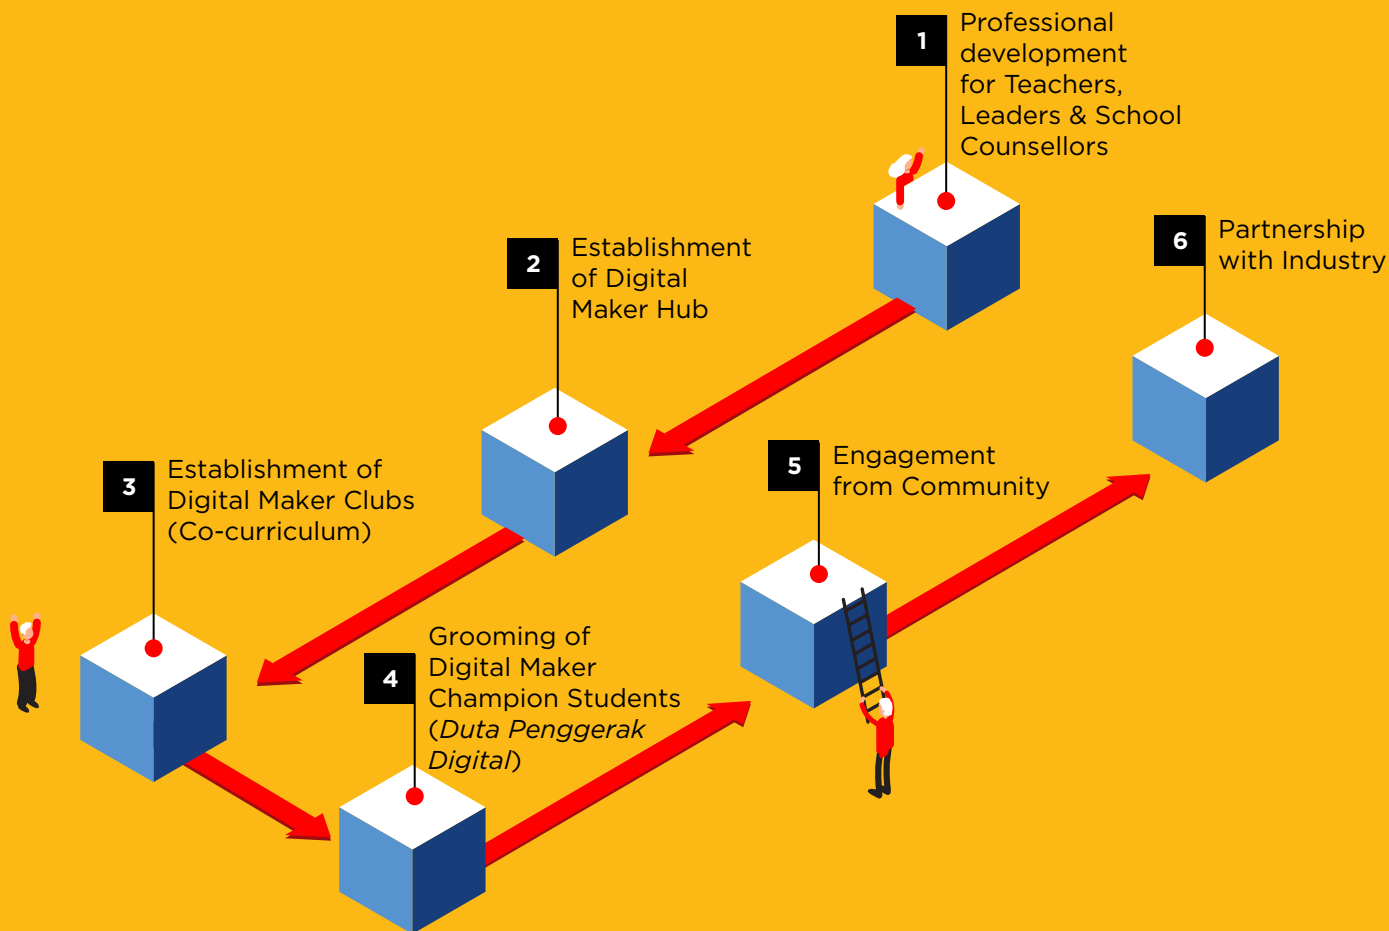 1
Professional
development
for Teachers,
Leaders & School
Counsellors
2
Establishment
of Digital
Maker Hub
3
Establishment of
Digital Maker Clubs
(Co-curriculum)
4
Grooming of
Digital Maker
Champion Students
(Duta Penggerak
Digital)
5
Engagement
from Community
6
Partnership
with Industry